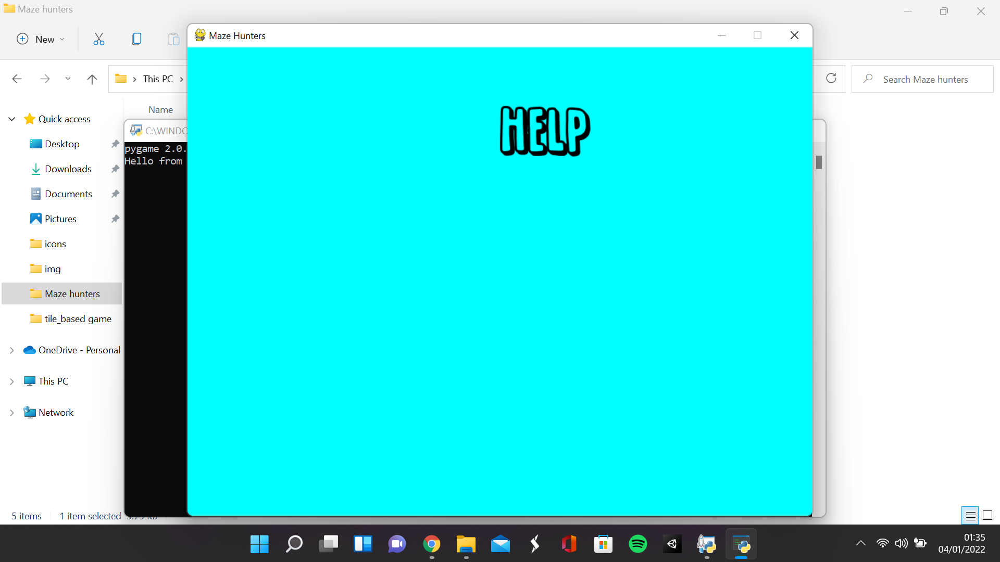 Maze hunters
New
This PC
Search Maze hunters
Name
Quick access
Desktop
Downloads
Documents
Pictures
icons
img
Maze hunters
tile_based game
OneDrive - Personal
This PC
Network
5 items
1 item selected
C:\WINDO
pygame 2.0.
Hello from
Maze Hunters
HELP
01:35
04/01/2022